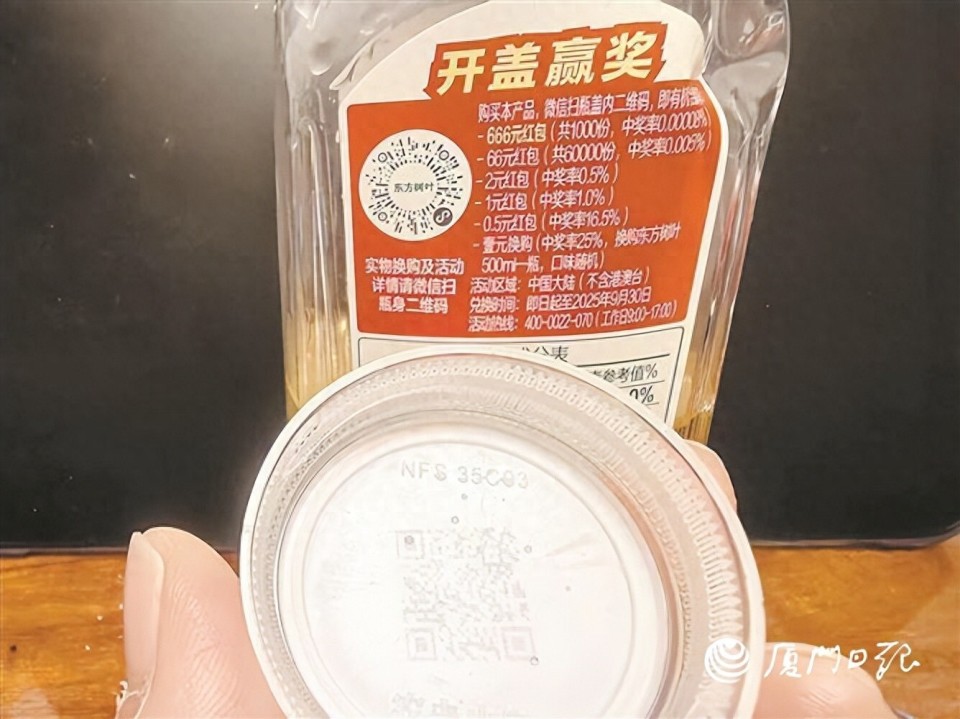 开盖赢奖
购买本产品，微信扫瓶盖内二维码，即有机会
-666元红包（共1000份，中奖率0.00008%）
-66元红包（共60000份，中奖率0.005%）
-2元红包（中奖率0.5%）
-1元红包（中奖率1.0%）
-0.5元红包（中奖率16.5%）
-壹元换购（中奖率25%，换购东方树叶
500ml一瓶，口味随机）
活动区域：中国大陆（不含港澳台）
兑换时间：即日起至2025年9月30日
活动热线：400-0022-070（工作日9:00-17:00）
东方树叶
实物换购及活动
详情请微信扫
瓶身二维码
分表
参考值%
0%
NFS 35C03
厦门日报